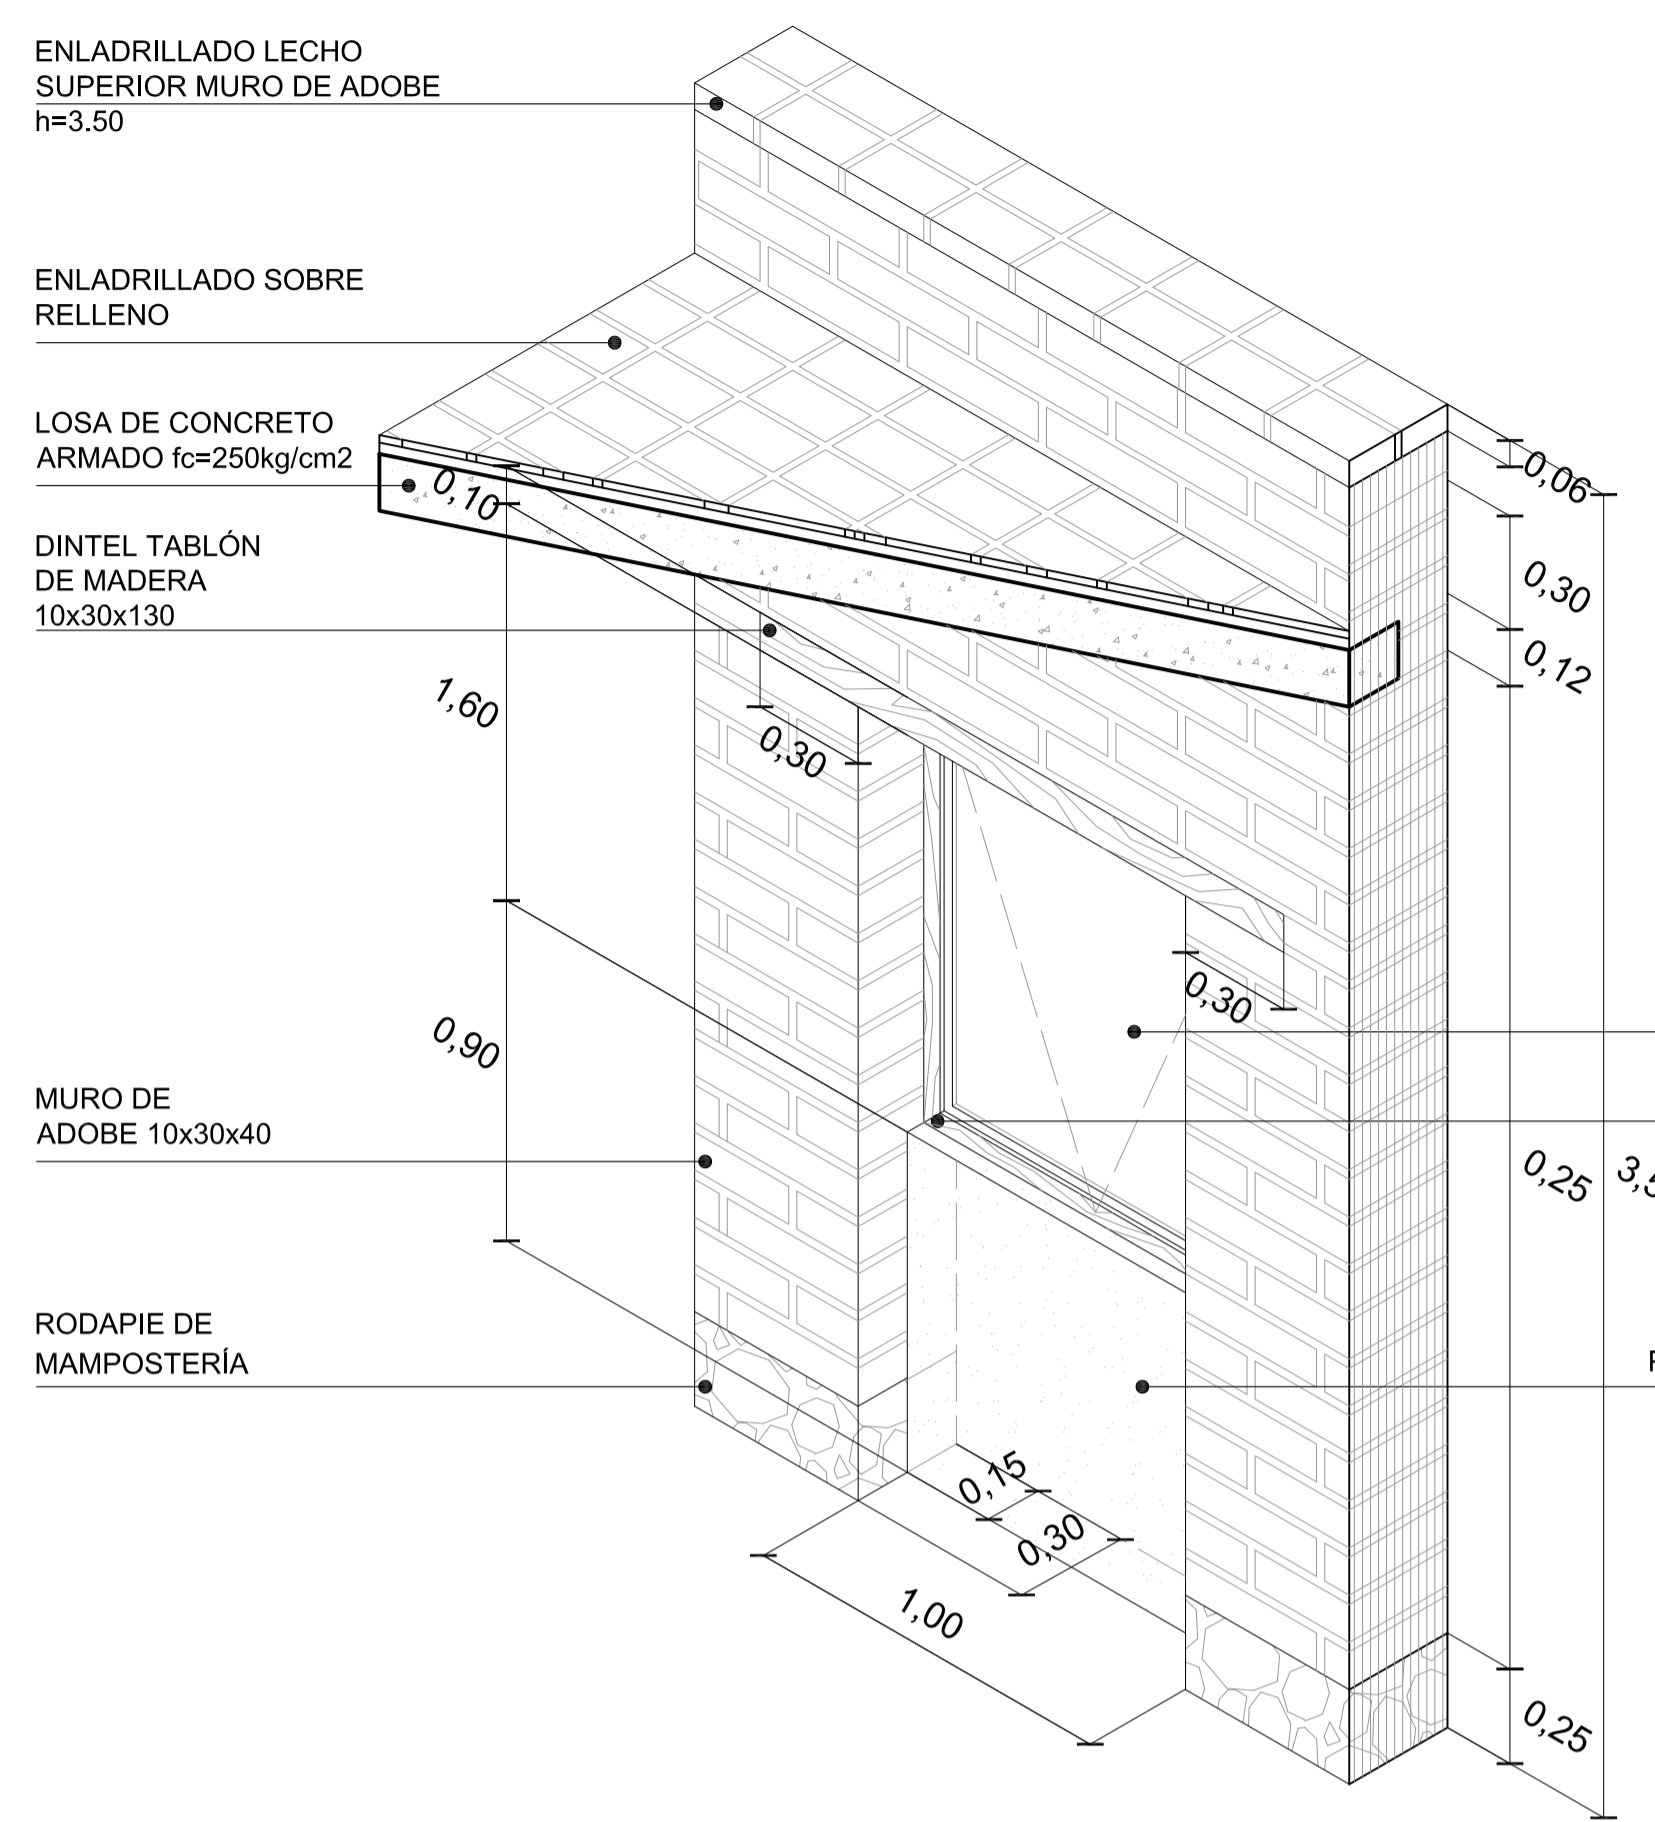 ENLADRILLADO LECHO
SUPERIOR MURO DE ADOBE
h=3.50
ENLADRILLADO SOBRE
RELLENO
LOSA DE CONCRETO
ARMADO fc=250kg/cm2
DINTEL TABLÓN
DE MADERA
10x30x130
MURO DE
ADOBE 10x30x40
RODAPIE DE
MAMPOSTERÍA
0,10
1,60
0,90
0,30
0,30
0,15
0,30
1,00
0,06
0,30
0,12
0,25
0,25